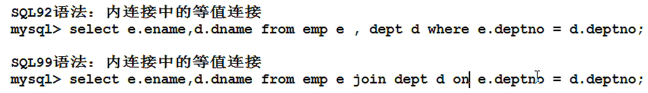 SQL92语法：内连接中的等值连接
mysql> select e.ename,d.dname from emp e , dept d where e.deptno = d.deptno;
SQL99语法：内连接中的等值连接
mysql> select e.ename,d.dname from emp e join dept d on e.deptno = d.deptno;